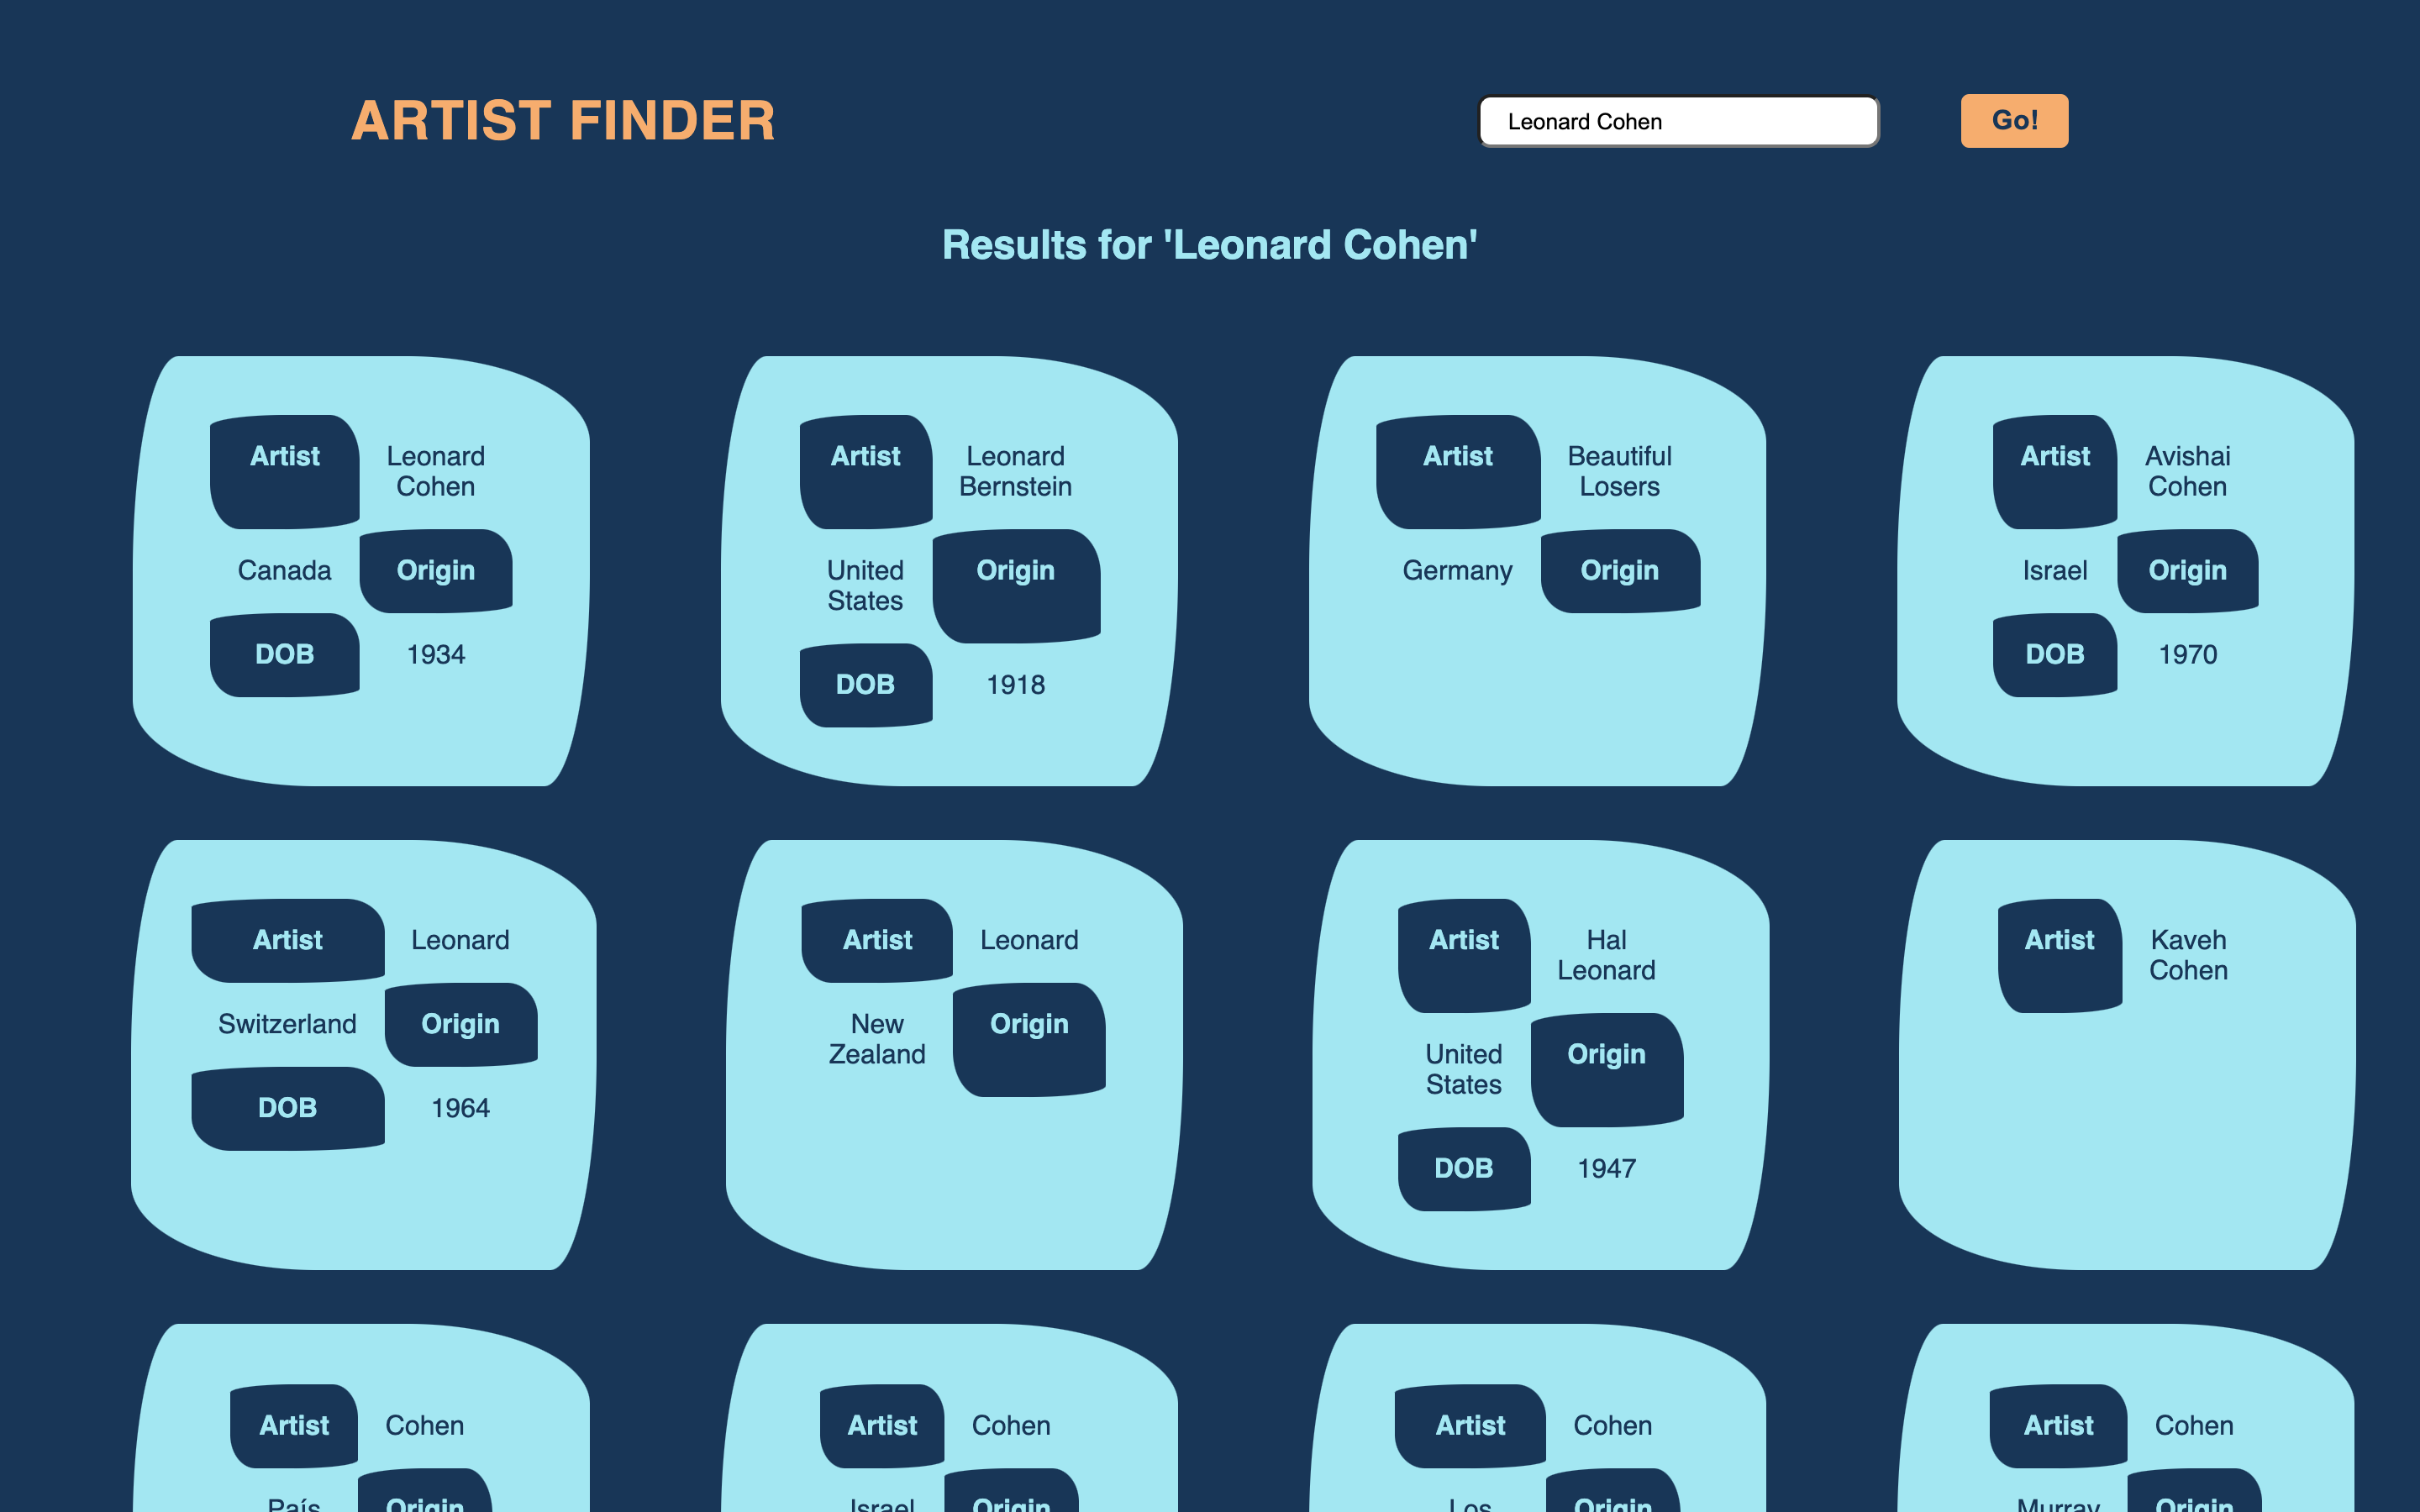 ARTIST FINDER
Leonard Cohen
Go!
Results for 'Leonard Cohen'
Artist
Leonard
Cohen
Canada
Origin
DOB
1934
Artist
Leonard
Bernstein
United
States
Origin
DOB
1918
Artist
Beautiful
Losers
Germany
Origin
Artist
Avishai
Cohen
Israel
Origin
DOB
1970
Artist
Leonard
Switzerland
Origin
DOB
1964
Artist
Leonard
New
Zealand
Origin
Artist
Hal
Leonard
United
States
Origin
DOB
1947
Artist
Kaveh
Cohen
Artist
Cohen
País
Origin
Artist
Cohen
Israel
Origin
Artist
Cohen
Los
Origin
Artist
Cohen
Murray
Origin